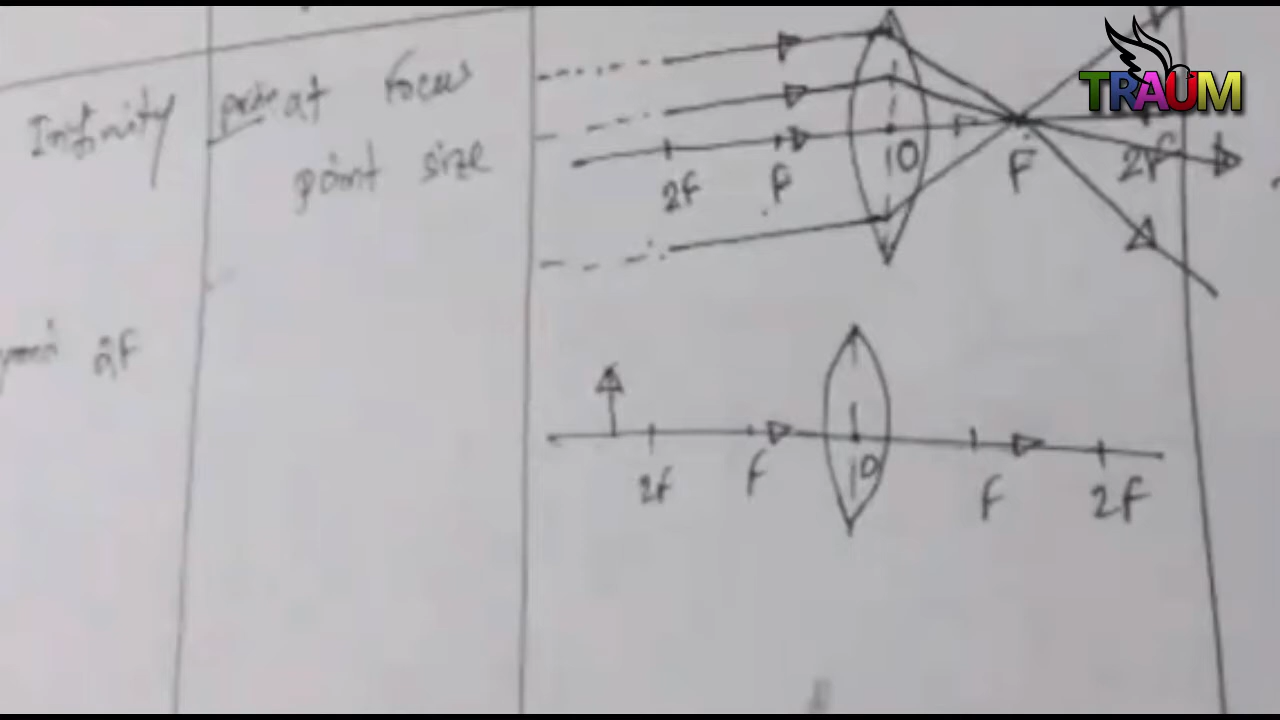 TRAUM
Infinity
at Focus
point size
2F F O F 2F
2F F O F 2F